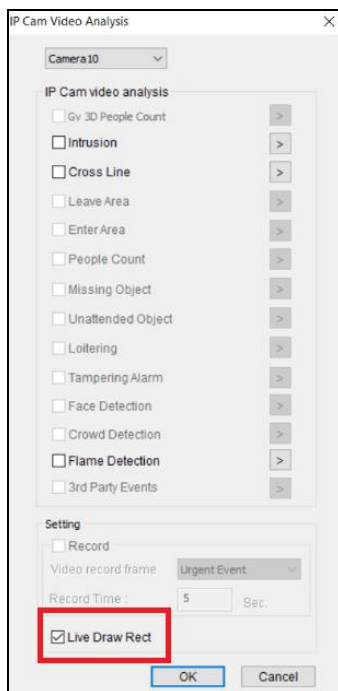 IP Cam Video Analysis
Camera10
IP Cam video analysis
Gv 3D People Count >
Intrusion >
Cross Line >
Leave Area >
Enter Area >
People Count >
Missing Object >
Unattended Object >
Loitering >
Tampering Alarm >
Face Detection >
Crowd Detection >
Flame Detection >
3rd Party Events >
Setting
Record
Video record frame Urgent Event
Record Time : 5 Sec.
Live Draw Rect
OK Cancel